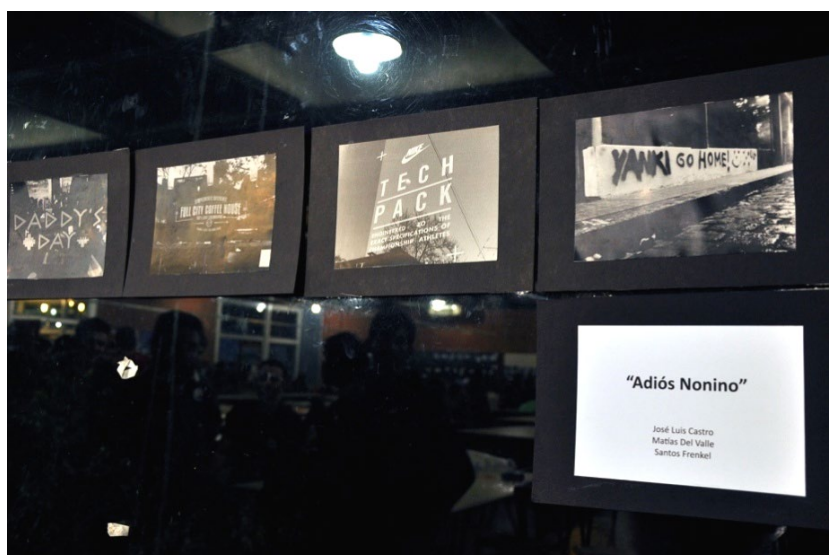 DADDY'S
DAY
FULL CITY COFFEE HOUSE
TECH
PACK
ENGINEERED TO THE
EXACT SPECIFICATIONS OF
CHAMPIONSHIP ATHLETES
YANKI GO HOME!
“Adiós Nonino”
José Luis Castro
Matías Del Valle
Santos Frenkel